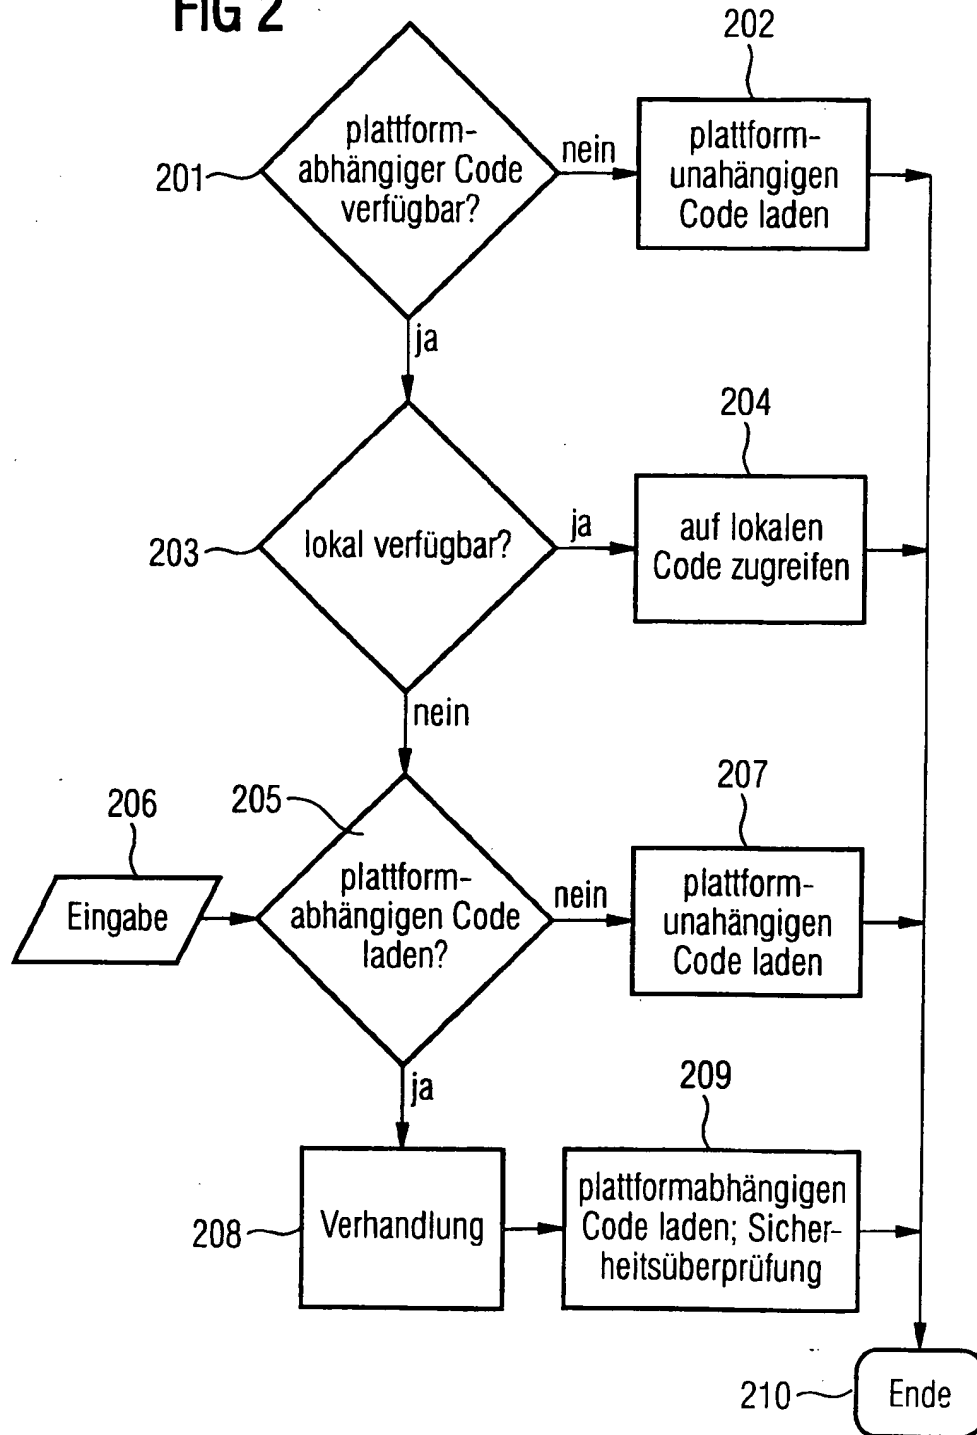 FIG 2
202
plattform-
abhängiger Code
verfügbar?
201
nein
plattform-
unahängigen
Code laden
ja
204
203
lokal verfügbar?
ja
auf lokalen
Code zugreifen
nein
207
206
205
Eingabe
plattform-
abhängigen Code
laden?
nein
plattform-
unahängigen
Code laden
ja
209
208
Verhandlung
plattformabhängigen
Code laden; Sicher-
heitsüberprüfung
210
Ende